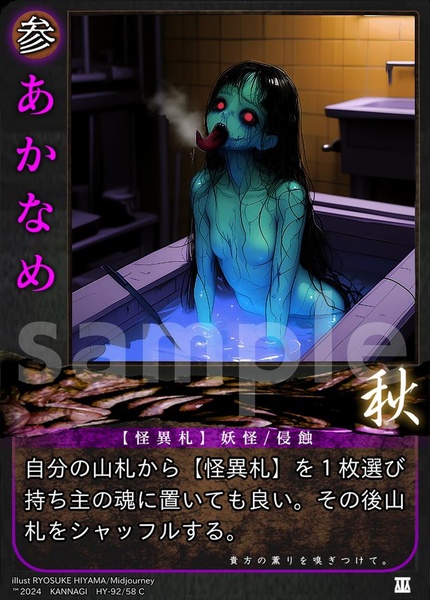 参
あかなめ
sample
秋
【怪異札】妖怪/侵蝕
自分の山札から【怪異札】を１枚選び
持ち主の魂に置いても良い。その後山
札をシャッフルする。
貴方の薫りを嗅ぎつけて。
illust RYOSUKE HIYAMA/Midjourney
™2024 KANNAGI HY-92/58 C